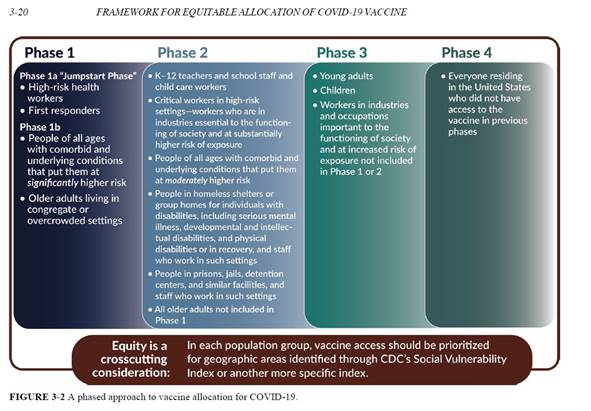 3-20
FRAMEWORK FOR EQUITABLE ALLOCATION OF COVID-19 VACCINE
Phase 1
Phase 1a "Jumpstart Phase"
• High-risk health
workers
• First responders
Phase 1b
• People of all ages
with comorbid and
underlying conditions
that put them at
significantly higher risk
• Older adults living in
congregate or
overcrowded settings
Phase 2
• K–12 teachers and school staff and
child care workers
• Critical workers in high-risk
settings—workers who are in
industries essential to the function-
ing of society and at substantially
higher risk of exposure
• People of all ages with comorbid and
underlying conditions that put them
at moderately higher risk
• People in homeless shelters or
group homes for individuals with
disabilities, including serious mental
illness, developmental and intellec-
tual disabilities, and physical
disabilities or in recovery, and staff
who work in such settings
• People in prisons, jails, detention
centers, and similar facilities, and
staff who work in such settings
• All older adults not included in
Phase 1
Phase 3
• Young adults
• Children
• Workers in industries
and occupations
important to the
functioning of society
and at increased risk of
exposure not included
in Phase 1 or 2
Phase 4
• Everyone residing
in the United States
who did not have
access to the
vaccine in previous
phases
Equity is a
crosscutting
consideration:
In each population group, vaccine access should be prioritized
for geographic areas identified through CDC's Social Vulnerability
Index or another more specific index.
FIGURE 3-2 A phased approach to vaccine allocation for COVID-19.